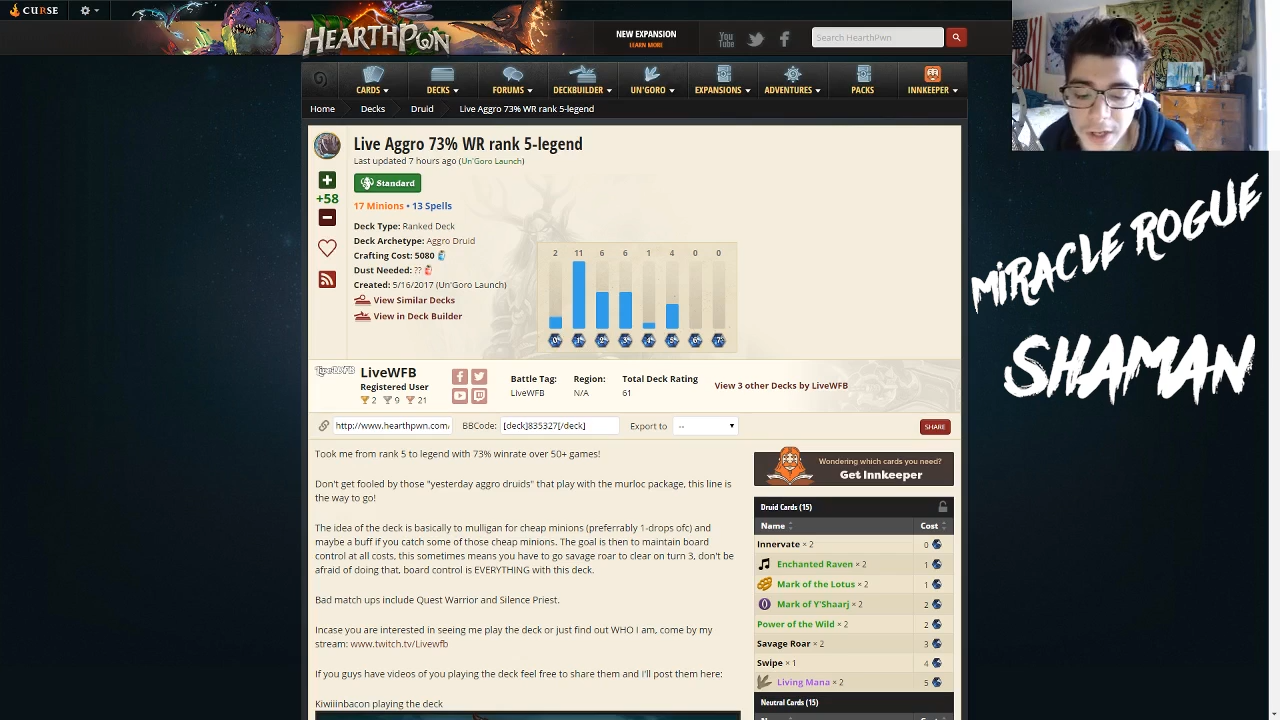 CURSE
HEARTHPWN
NEW EXPANSION
LEARN MORE
You Tube
Search HearthPwn
CARDS
DECKS
FORUMS
DECKBUILDER
UN'GORO
EXPANSIONS
ADVENTURES
PACKS
INNKEEPER
Home
Decks
Druid
Live Aggro 73% WR rank 5-legend
Live Aggro 73% WR rank 5-legend
Last updated 7 hours ago (Un'Goro Launch)
Standard
+58
17 Minions • 13 Spells
Deck Type: Ranked Deck
Deck Archetype: Aggro Druid
Crafting Cost: 5080
Dust Needed: ??
Created: 5/16/2017 (Un'Goro Launch)
View Similar Decks
View in Deck Builder
2 11 6 6 1 4 0 0
0 1 2 3 4 5 6 7
MIRACLE ROGUE
SHAMAN
LiveWFB
LiveWFB
Registered User
2 9 21
Battle Tag:
LiveWFB
Region:
N/A
Total Deck Rating
61
View 3 other Decks by LiveWFB
http://www.hearthpwn.com/
BBCode:
[deck]835327[/deck]
Export to
--
SHARE
Took me from rank 5 to legend with 73% winrate over 50+ games!
Don't get fooled by those "yesterday aggro druids" that play with the murloc package, this line is
the way to go!
The idea of the deck is basically to mulligan for cheap minions (preferrably 1-drops ofc) and
maybe a buff if you catch some of those cheap minions. The goal is then to maintain board
control at all costs, this sometimes means you have to go savage roar to clear on turn 3, don't be
afraid of doing that, board control is EVERYTHING with this deck.
Bad match ups include Quest Warrior and Silence Priest.
Incase you are interested in seeing me play the deck or just find out WHO I am, come by my
stream: www.twitch.tv/Livewfb
If you guys have videos of you playing the deck feel free to share them and I'll post them here:
Kiwiiinbacon playing the deck
Wondering which cards you need?
Get Innkeeper
Druid Cards (15)
Name Cost
Innervate × 2 0
Enchanted Raven × 2 1
Mark of the Lotus × 2 1
Mark of Y'Shaarj × 2 2
Power of the Wild × 2 2
Savage Roar × 2 3
Swipe × 1 4
Living Mana × 2 5
Neutral Cards (15)